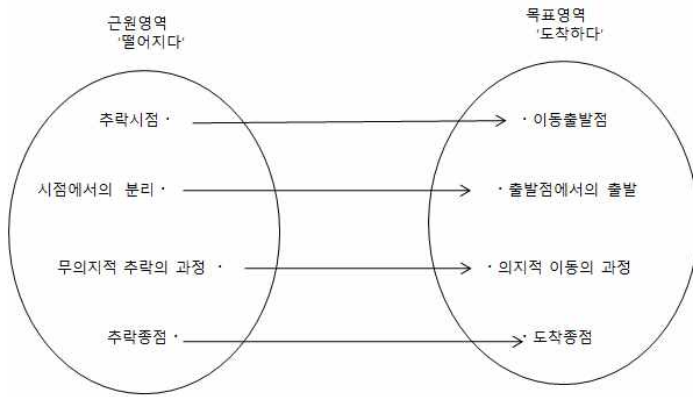 근원영역
'떨어지다'
목표영역
'도착하다'
추락시점 ·
· 이동출발점
시점에서의 분리 ·
· 출발점에서의 출발
무의지적 추락의 과정 ·
· 의지적 이동의 과정
추락종점 ·
· 도착종점